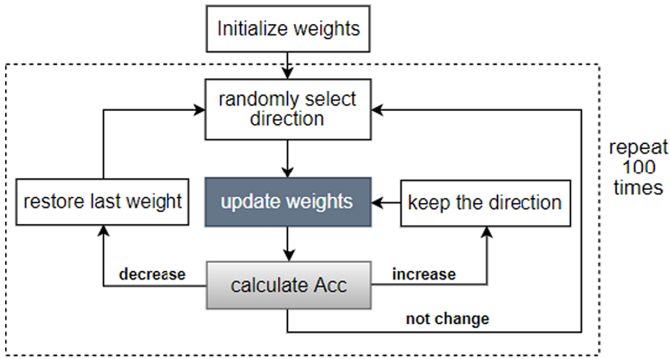 Initialize weights
randomly select
direction
repeat
100
times
restore last weight
update weights
keep the direction
decrease
calculate Acc
increase
not change